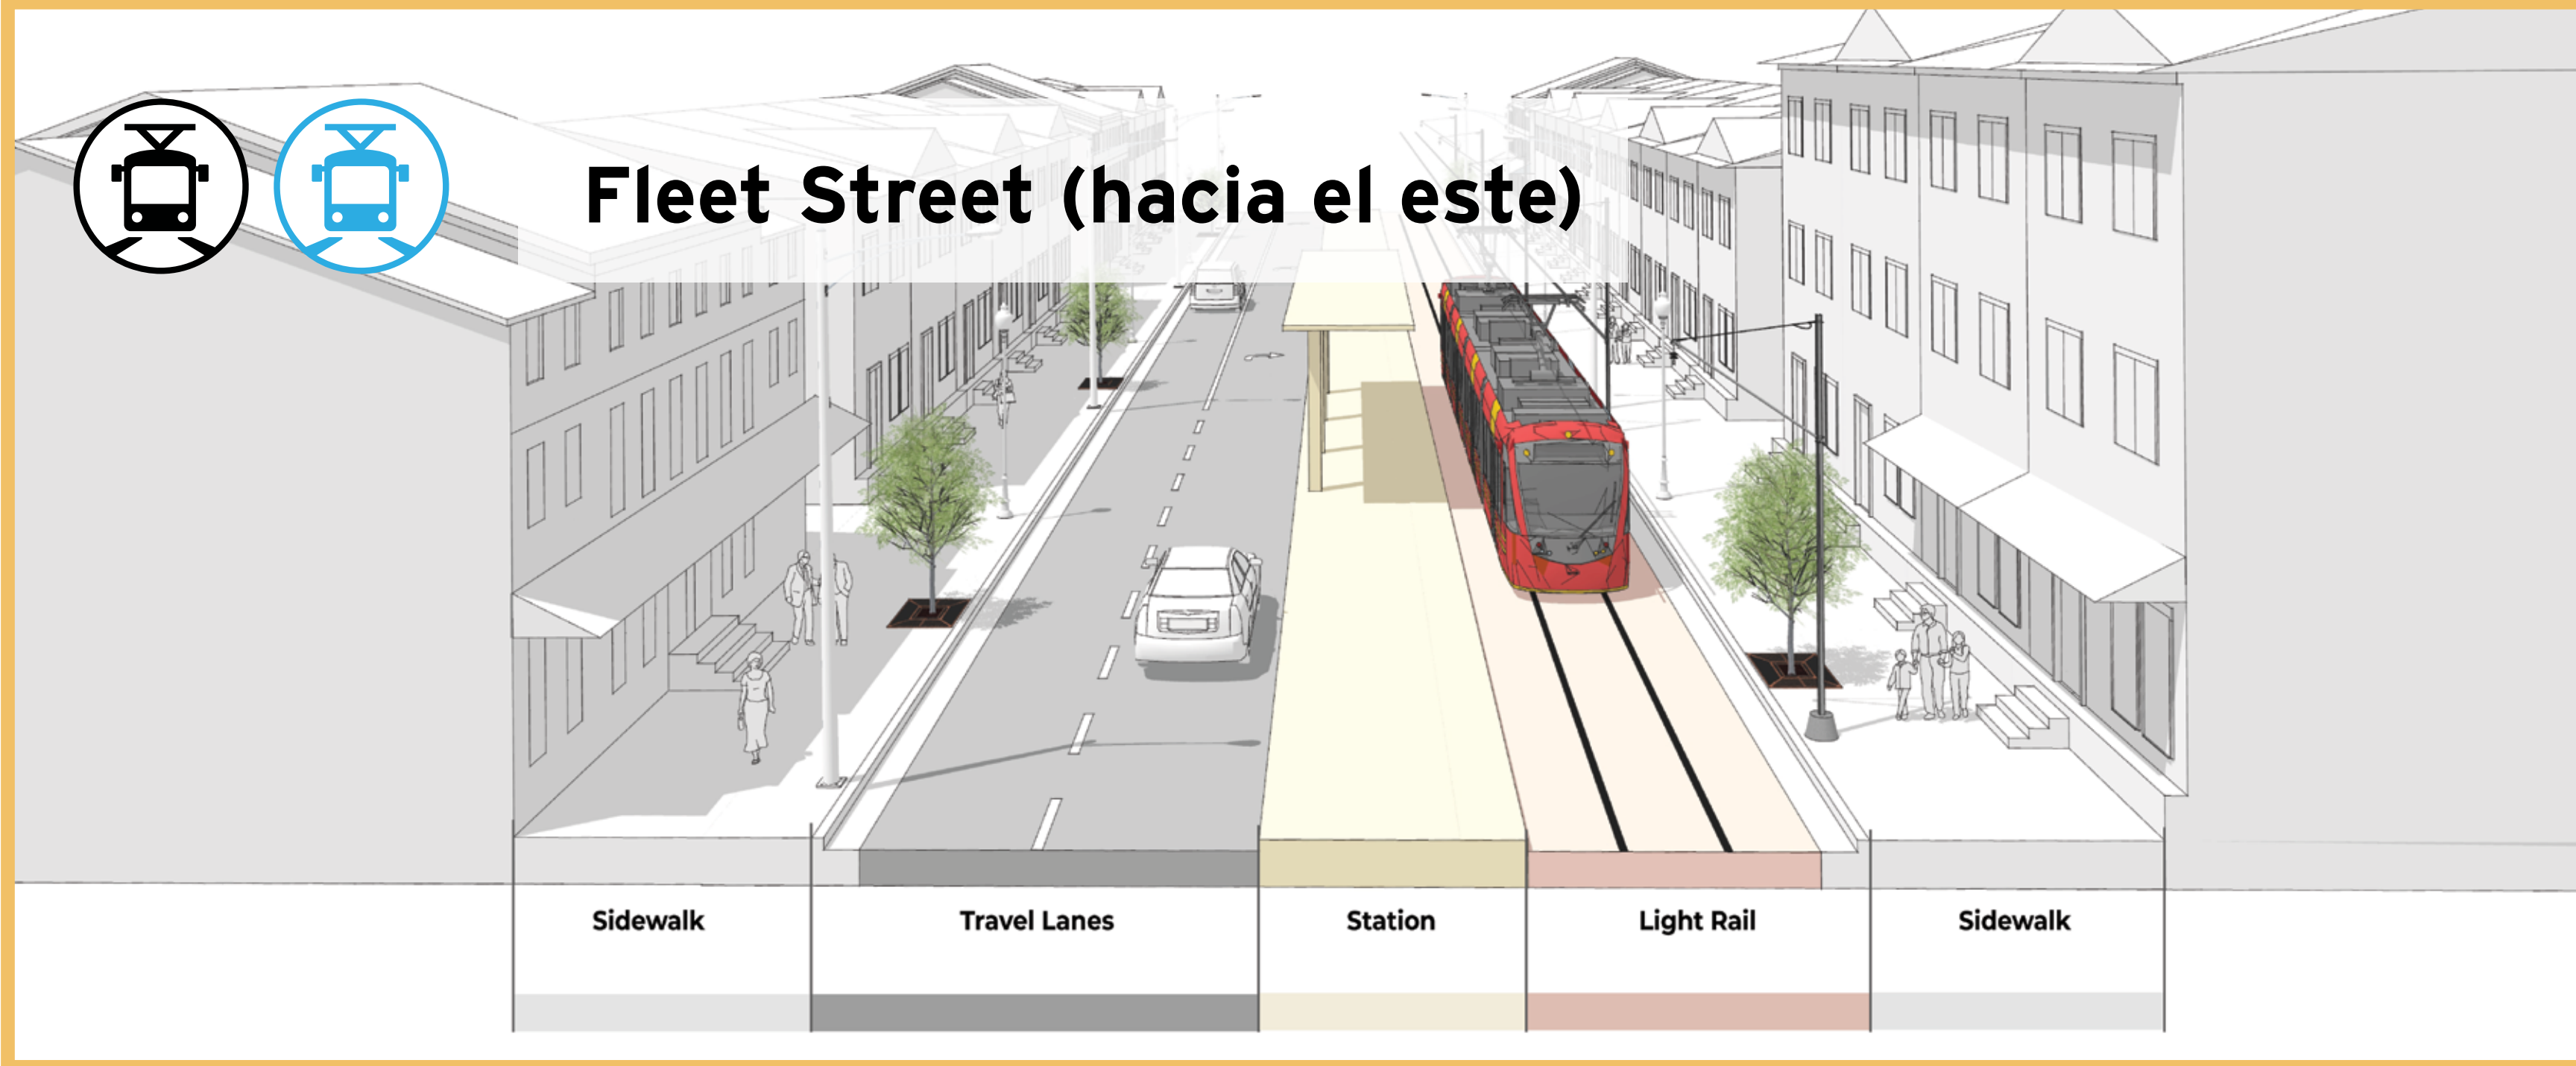 Fleet Street (hacia el este)
Sidewalk
Travel Lanes
Station
Light Rail
Sidewalk